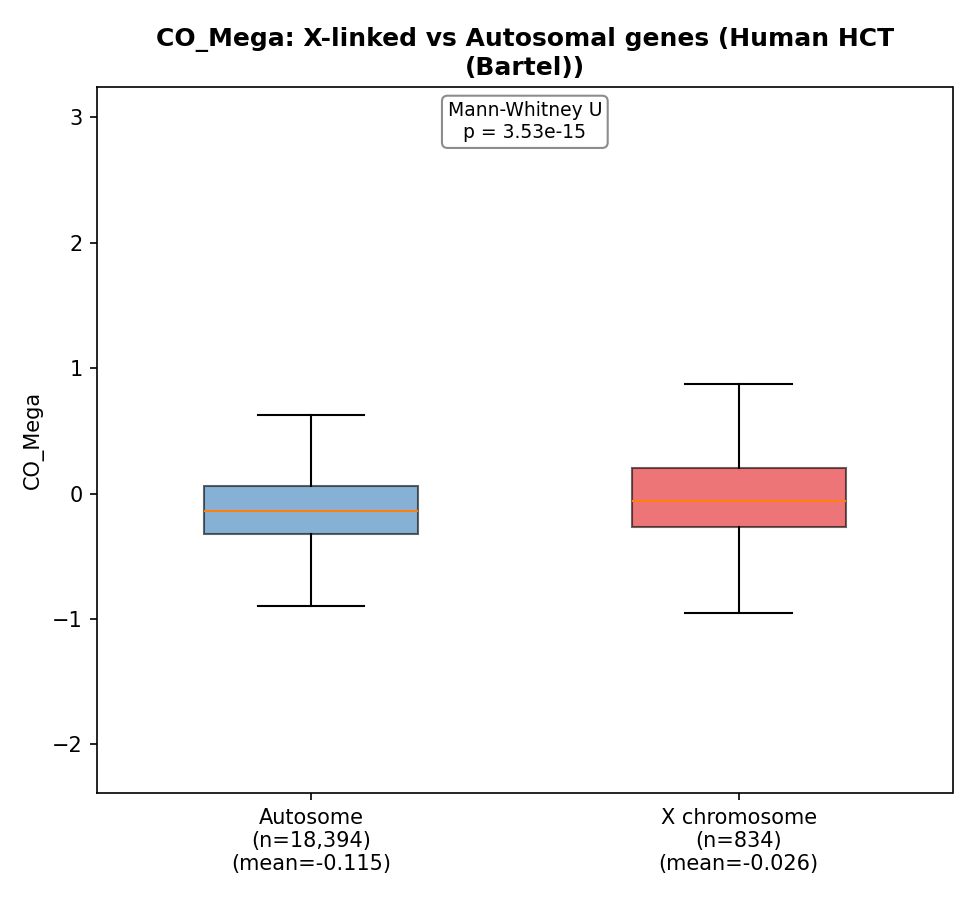 CO_Mega: X-linked vs Autosomal genes (Human HCT
(Bartel))
Mann-Whitney U
p = 3.53e-15
3
2
1
0
−1
−2
CO_Mega
Autosome
(n=18,394)
(mean=-0.115)
X chromosome
(n=834)
(mean=-0.026)